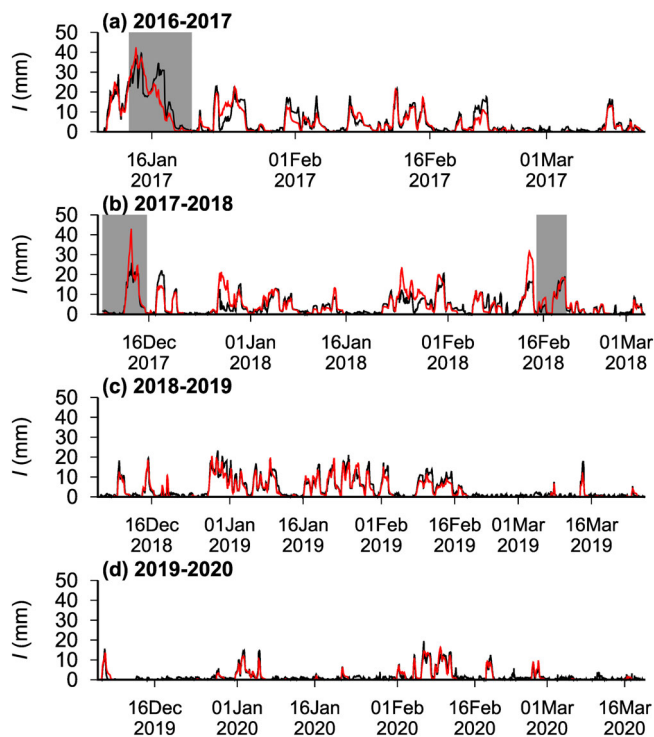 (a) 2016-2017
50
40
30
20
10
0
I (mm)
16Jan 01Feb 16Feb 01Mar
2017 2017 2017 2017
(b) 2017-2018
50
40
30
20
10
0
I (mm)
16Dec 01Jan 16Jan 01Feb 16Feb 01Mar
2017 2018 2018 2018 2018 2018
(c) 2018-2019
50
40
30
20
10
0
I (mm)
16Dec 01Jan 16Jan 01Feb 16Feb 01Mar 16Mar
2018 2019 2019 2019 2019 2019 2019
(d) 2019-2020
50
40
30
20
10
0
I (mm)
16Dec 01Jan 16Jan 01Feb 16Feb 01Mar 16Mar
2019 2020 2020 2020 2020 2020 2020